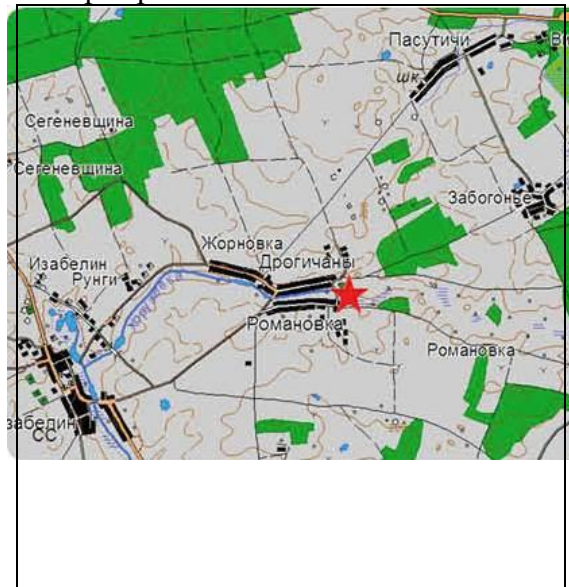 Пасутичи
шк.
Сегеневщина
Сегеневщина
Забогонье
Жорновка
Дрогичаны
Изабелин
Рунги
Романовка
Романовка
забелин
СС